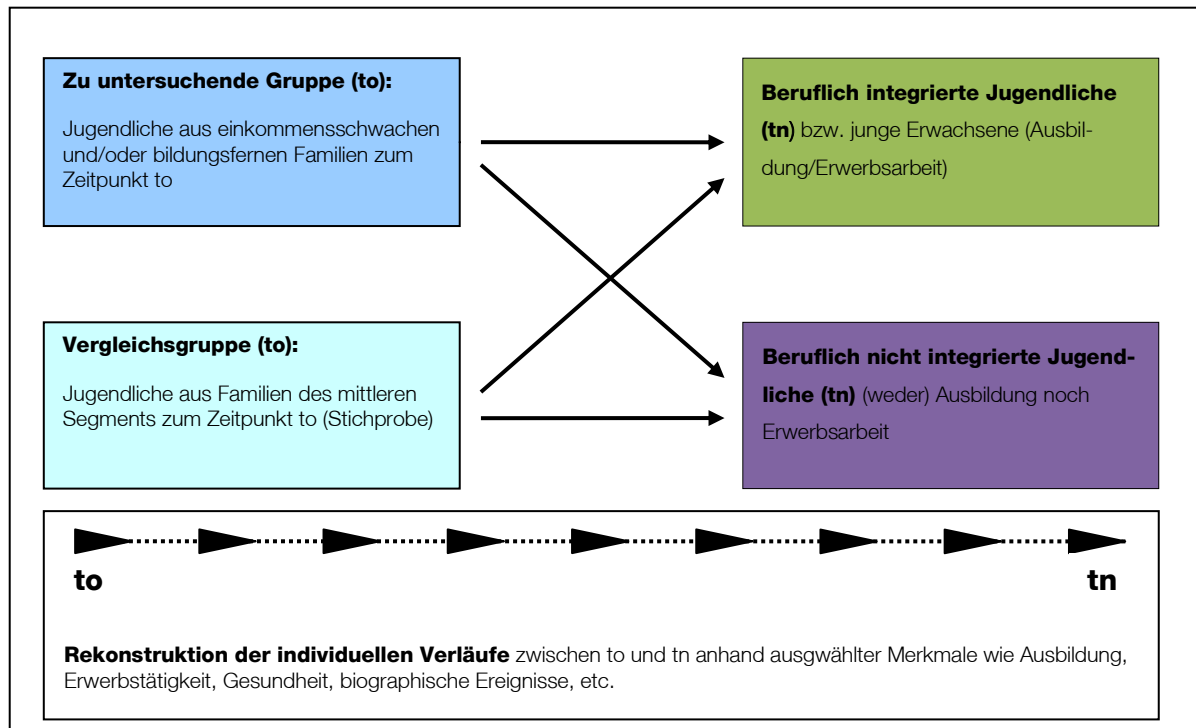 Zu untersuchende Gruppe (to):
Jugendliche aus einkommensschwachen
und/oder bildungsfernen Familien zum
Zeitpunkt to
Beruflich integrierte Jugendliche
(tn) bzw. junge Erwachsene (Ausbil-
dung/Erwerbsarbeit)
Vergleichsgruppe (to):
Jugendliche aus Familien des mittleren
Segments zum Zeitpunkt to (Stichprobe)
Beruflich nicht integrierte Jugend-
liche (tn) (weder) Ausbildung noch
Erwerbsarbeit
to
tn
Rekonstruktion der individuellen Verläufe zwischen to und tn anhand ausgwählter Merkmale wie Ausbildung,
Erwerbstätigkeit, Gesundheit, biographische Ereignisse, etc.